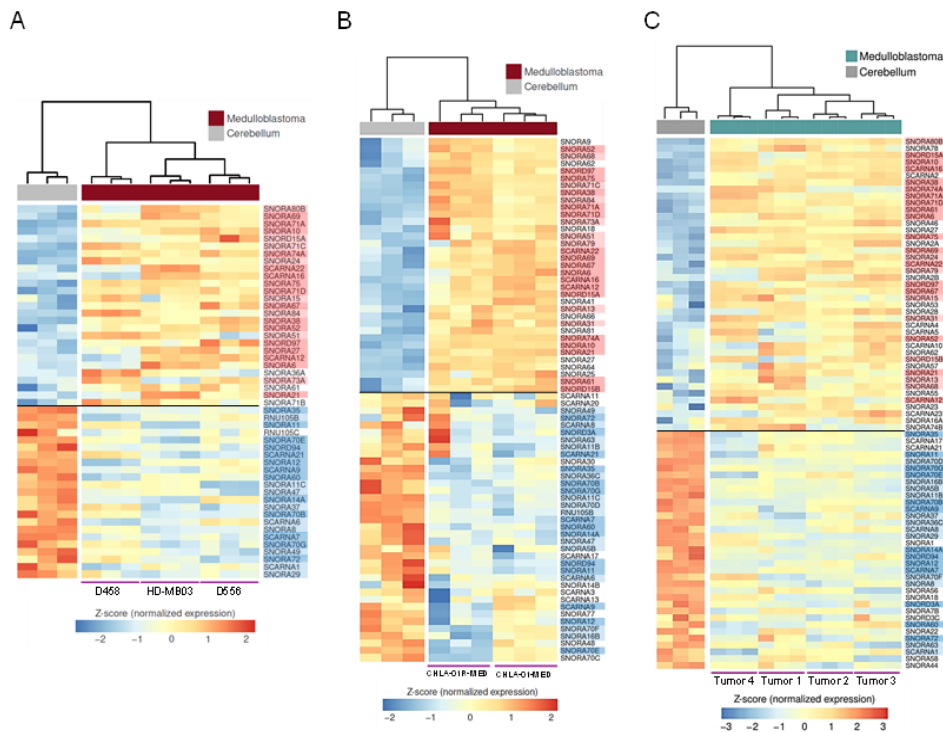 A
Medulloblastoma
Cerebellum
SNORA80B
SNORA69
SNORA71A
SNORA10
SNORD15A
SNORA71C
SNORA74A
SNORA24
SCARNA22
SCARNA16
SNORA75
SNORA71D
SNORA15
SNORA67
SNORA84
SNORA38
SNORA52
SNORA51
SNORD97
SNORA27
SCARNA12
SNORA6
SNORA36A
SNORA73A
SNORA61
SNORA21
SNORA71B
SNORA35
RNU105B
SNORA11
RNU105C
SNORA70E
SNORD94
SCARNA21
SNORA12
SCARNA9
SNORA60
SNORA11C
SNORA47
SNORA14A
SNORA37
SNORA70B
SCARNA6
SNORA8
SCARNA7
SNORA70G
SNORA49
SNORA72
SCARNA1
SNORA29
D458 HD-MB03 D556
Z-score (normalized expression)
−2 −1 0 1 2
B
Medulloblastoma
Cerebellum
SNORA9
SNORA52
SNORA68
SNORA62
SNORD97
SNORA75
SNORA71C
SNORA38
SNORA84
SNORA71A
SNORA71D
SNORA73A
SNORA18
SNORA51
SNORA79
SCARNA22
SNORA69
SNORA67
SNORA6
SCARNA16
SCARNA12
SNORD15A
SNORA41
SNORA13
SNORA66
SNORA31
SNORA81
SNORA74A
SNORA10
SNORA21
SNORA27
SNORA64
SNORA25
SNORA61
SNORD15B
SCARNA11
SCARNA20
SNORA49
SNORA72
SCARNA8
SNORD3A
SNORA63
SNORA11B
SCARNA21
SNORA30
SNORA35
SNORA36C
SNORA70B
SNORA70G
SNORA11C
SNORA70D
RNU105B
SCARNA7
SNORA60
SNORA14A
SNORA47
SNORA5B
SCARNA17
SNORD94
SNORA11
SCARNA6
SNORA14B
SCARNA3
SCARNA13
SCARNA9
SNORA77
SNORA12
SNORA70F
SNORA16B
SNORA48
SNORA70E
SNORA70C
CHLA-01R-MED CHLA-01-MED
Z-score (normalized expression)
−2 −1 0 1 2
C
Medulloblastoma
Cerebellum
SNORA80B
SNORA78
SNORD15A
SNORA10
SCARNA16
SCARNA2
SNORA38
SNORA74A
SNORA71A
SNORA71D
SNORA61
SNORA6
SNORA46
SNORA27
SNORA75
SNORA2A
SNORA69
SNORA24
SCARNA22
SNORA79
SNORA2B
SNORD97
SNORA67
SNORA15
SNORA53
SNORA28
SNORA31
SCARNA4
SCARNA5
SNORA52
SCARNA10
SNORA62
SNORD15B
SNORA57
SNORA21
SNORA13
SNORA68
SNORA55
SCARNA12
SNORA23
SCARNA23
SNORA16A
SNORA74B
SNORA35
SCARNA17
SCARNA21
SNORA11
SNORA70D
SNORA70G
SNORA70E
SNORA16B
SNORA5B
SNORA11B
SNORA70B
SCARNA9
SNORA37
SNORA36C
SCARNA8
SNORA29
SNORA1
SNORA14A
SNORD94
SNORA12
SCARNA7
SNORA70F
SNORA8
SNORA56
SNORA18
SNORD3A
SNORA7B
SNORD3C
SNORA60
SNORA22
SNORA72
SNORA63
SCARNA1
SNORA58
SNORA44
Tumor 4 Tumor 1 Tumor 2 Tumor 3
Z-score (normalized expression)
−3 −2 −1 0 1 2 3